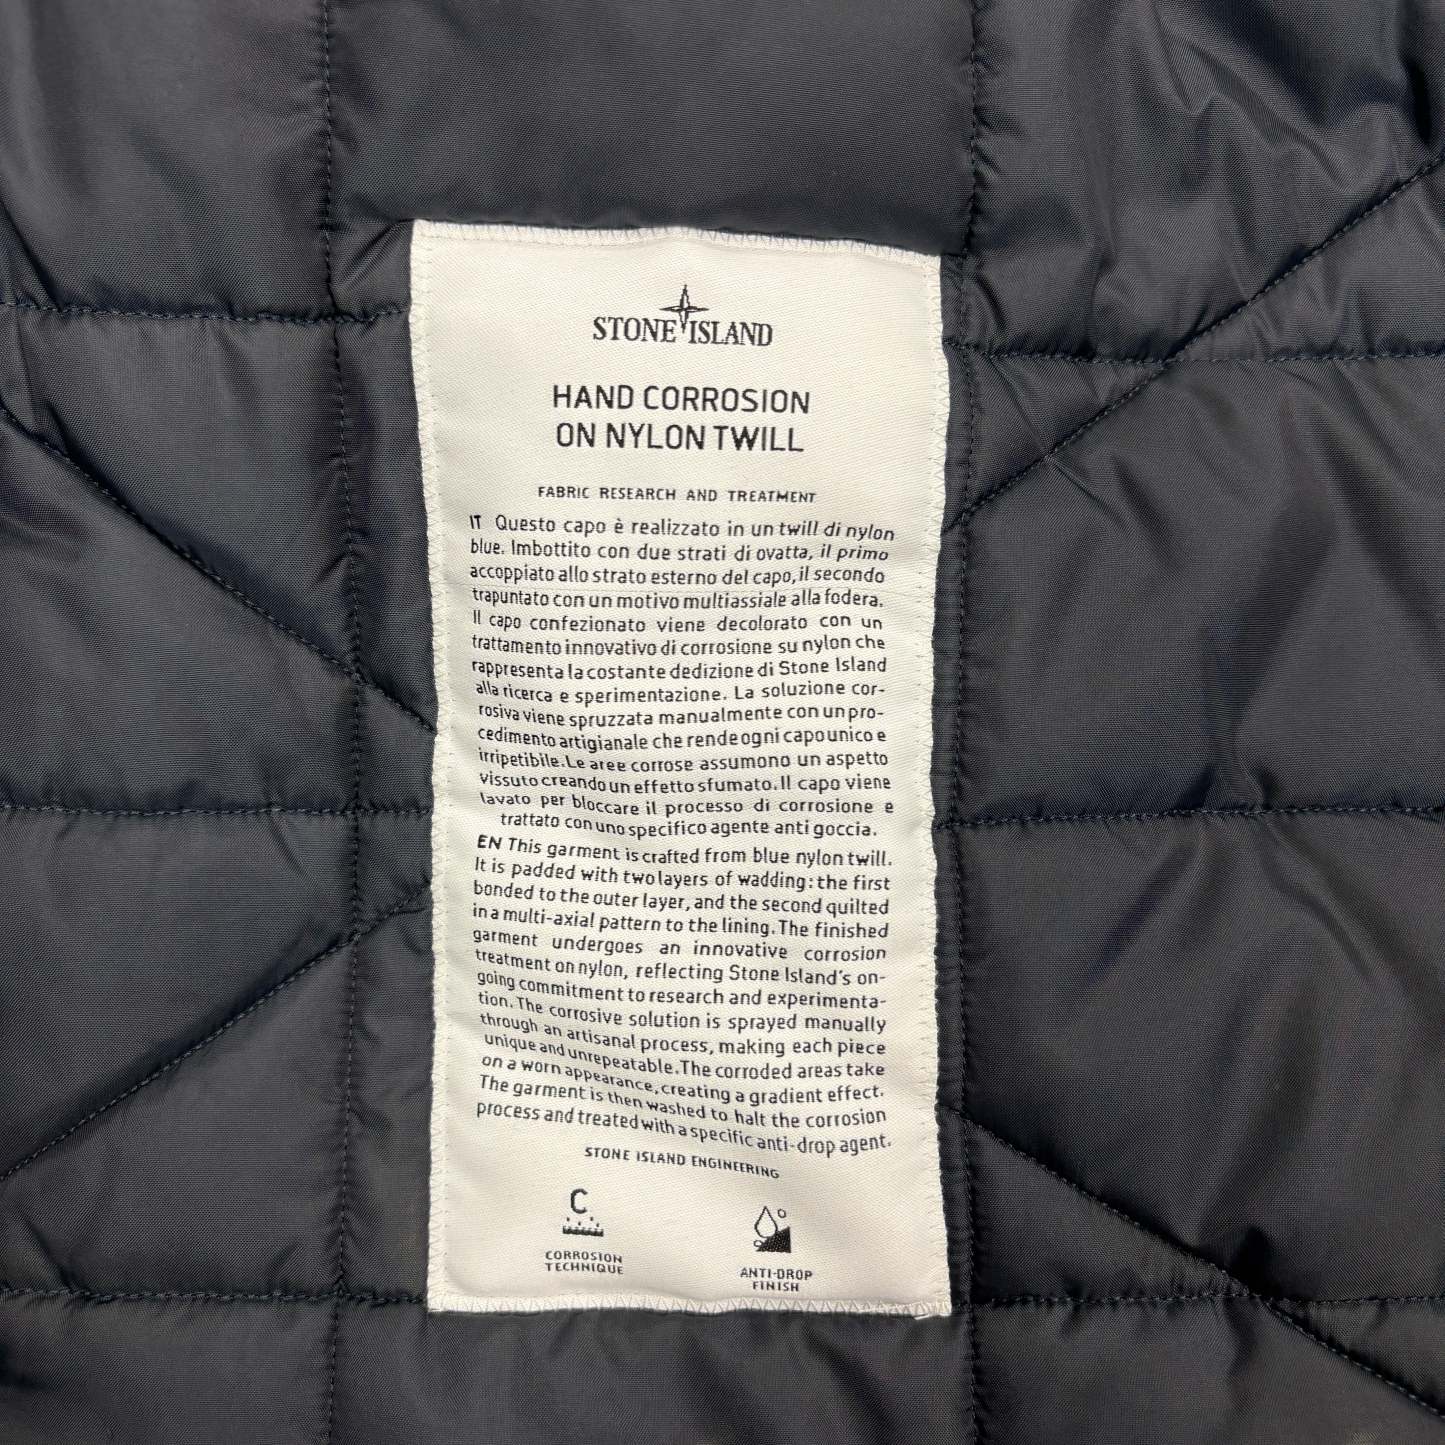 STONE ISLAND
HAND CORROSION
ON NYLON TWILL
FABRIC RESEARCH AND TREATMENT
IT Questo capo è realizzato in un twill di nylon
blue. Imbottito con due strati di ovatta, il primo
accoppiato allo strato esterno del capo, il secondo
trapuntato con un motivo multiassiale alla fodera.
Il capo confezionato viene decolorato con un
trattamento innovativo di corrosione su nylon che
rappresenta la costante dedizione di Stone Island
alla ricerca e sperimentazione. La soluzione cor-
rosiva viene spruzzata manualmente con un pro-
cedimento artigianale che rende ogni capo unico e
irripetibile. Le aree corrose assumono un aspetto
vissuto creando un effetto sfumato. Il capo viene
lavato per bloccare il processo di corrosione e
trattato con uno specifico agente anti goccia.
EN This garment is crafted from blue nylon twill.
It is padded with two layers of wadding: the first
bonded to the outer layer, and the second quilted
in a multi-axial pattern to the lining. The finished
garment undergoes an innovative corrosion
treatment on nylon, reflecting Stone Island's on-
going commitment to research and experimenta-
tion. The corrosive solution is sprayed manually
through an artisanal process, making each piece
unique and unrepeatable. The corroded areas take
on a worn appearance, creating a gradient effect.
The garment is then washed to halt the corrosion
process and treated with a specific anti-drop agent.
STONE ISLAND ENGINEERING
C
CORROSION
TECHNIQUE
ANTI-DROP
FINISH